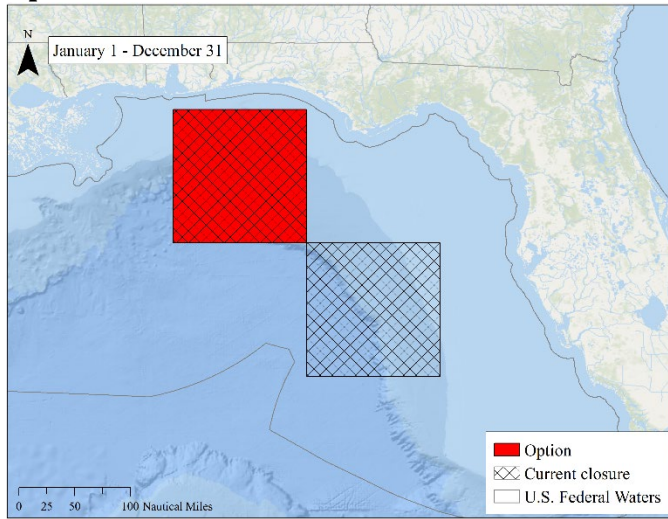 N
January 1 - December 31
Option
Current closure
U.S. Federal Waters
0 25 50 100 Nautical Miles